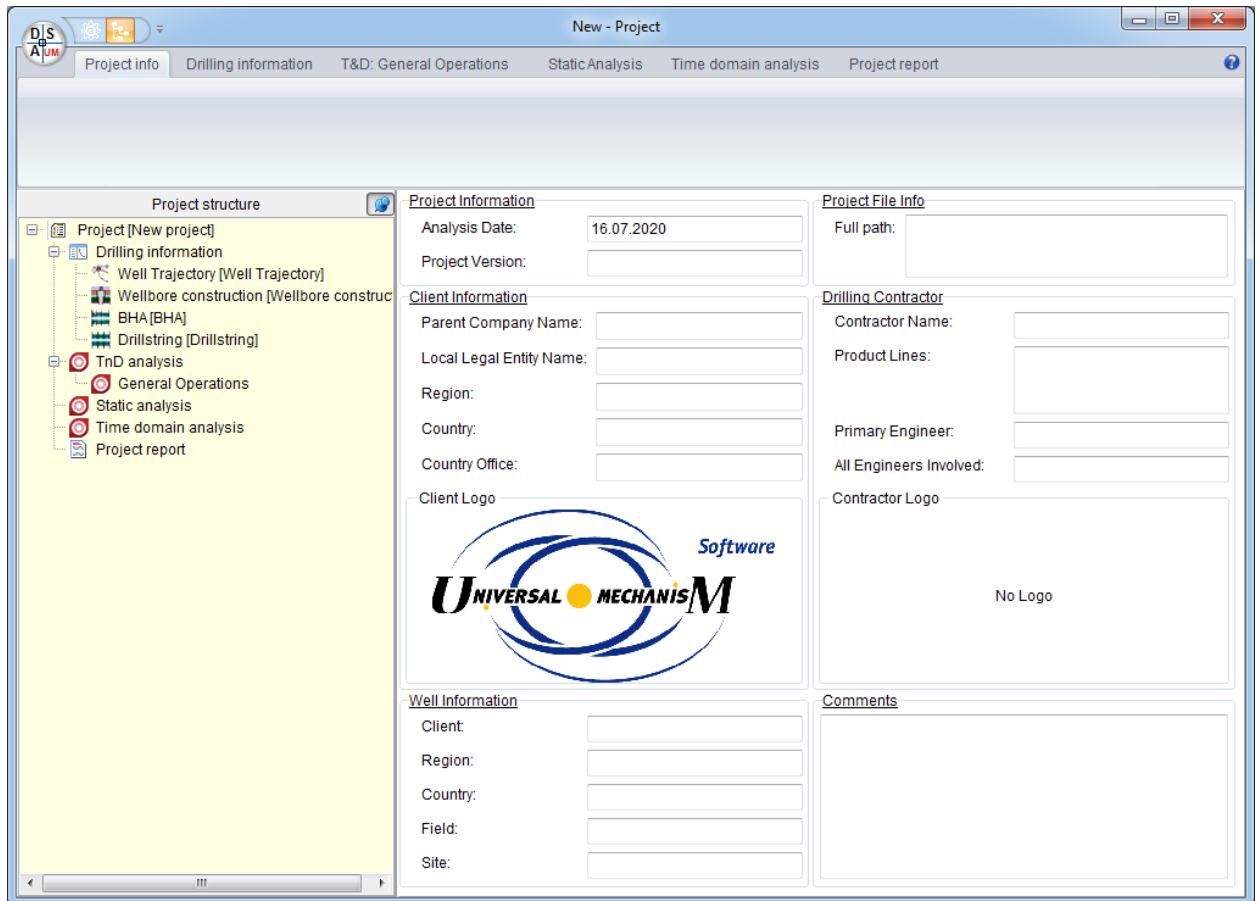 New - Project
D S
A UM
Project info
Drilling information
T&D: General Operations
Static Analysis
Time domain analysis
Project report
Project structure
Project [New project]
Drilling information
Well Trajectory [Well Trajectory]
Wellbore construction [Wellbore construc
BHA [BHA]
Drillstring [Drillstring]
TnD analysis
General Operations
Static analysis
Time domain analysis
Project report
Project Information
Analysis Date:
16.07.2020
Project Version:
Project File Info
Full path:
Client Information
Parent Company Name:
Local Legal Entity Name:
Region:
Country:
Country Office:
Drilling Contractor
Contractor Name:
Product Lines:
Primary Engineer:
All Engineers Involved:
Client Logo
Software
UNIVERSAL MECHANISM
Contractor Logo
No Logo
Well Information
Client:
Region:
Country:
Field:
Site:
Comments